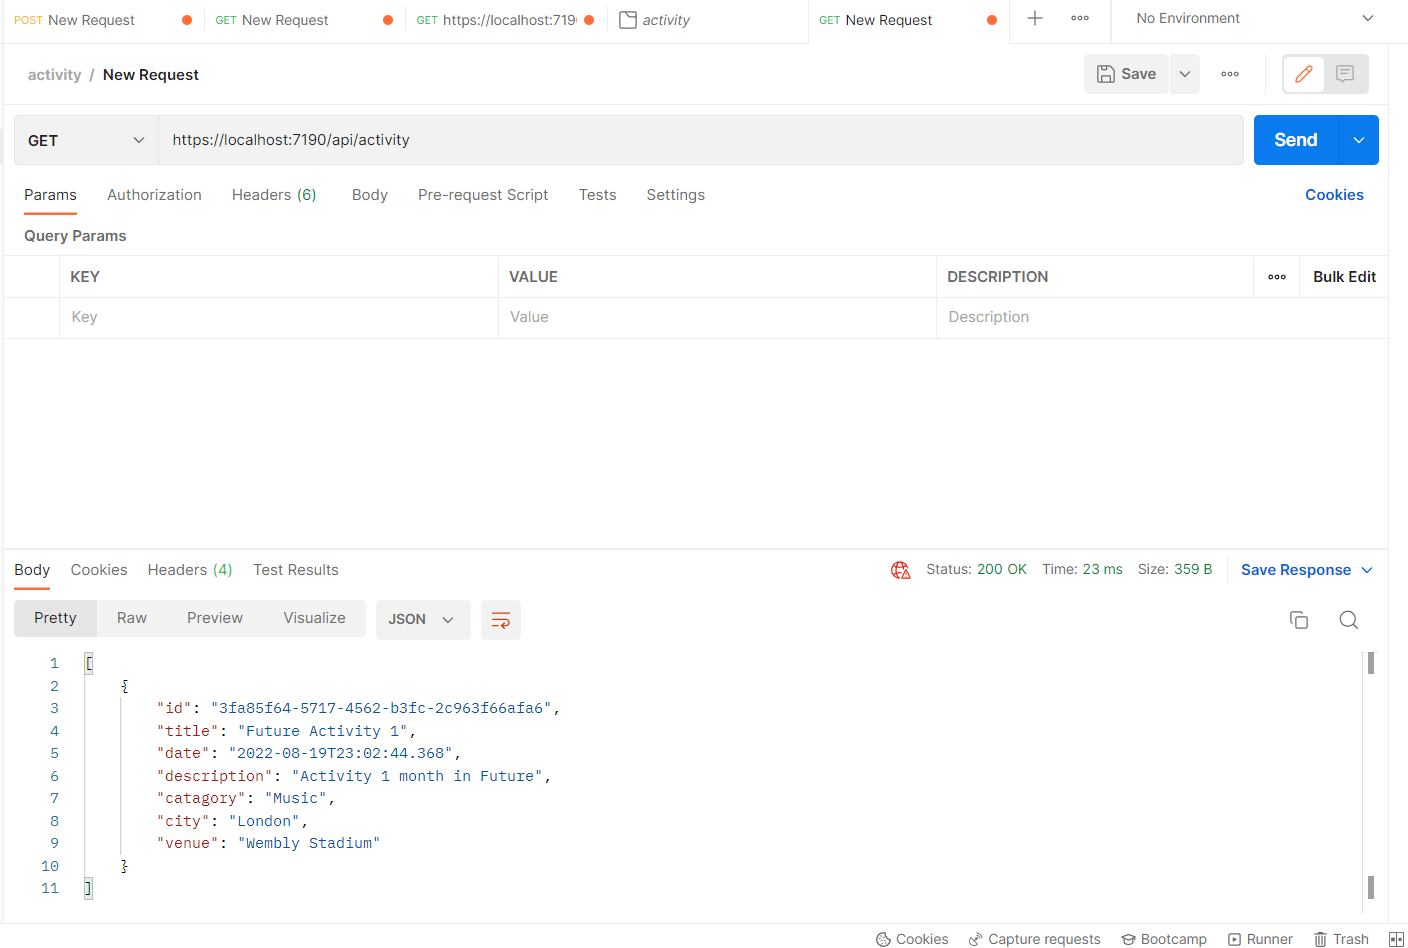 POST New Request GET New Request GET https://localhost:719 activity GET New Request No Environment
activity / New Request Save
GET https://localhost:7190/api/activity Send
Params Authorization Headers (6) Body Pre-request Script Tests Settings Cookies
Query Params
KEY VALUE DESCRIPTION Bulk Edit
Key Value Description
Body Cookies Headers (4) Test Results Status: 200 OK Time: 23 ms Size: 359 B Save Response
Pretty Raw Preview Visualize JSON
1 [
2 {
3 "id": "3fa85f64-5717-4562-b3fc-2c963f66afa6",
4 "title": "Future Activity 1",
5 "date": "2022-08-19T23:02:44.368",
6 "description": "Activity 1 month in Future",
7 "catagory": "Music",
8 "city": "London",
9 "venue": "Wembly Stadium"
10 }
11 ]
Cookies Capture requests Bootcamp Runner Trash